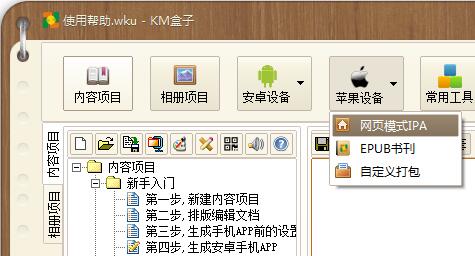 使用帮助.wku - KM盒子
内容项目
相册项目
安卓设备
苹果设备
常用工具
网页模式IPA
EPUB书刊
自定义打包
内容项目
相册项目
内容项目
新手入门
第一步, 新建内容项目
第二步, 排版编辑文档
第三步, 生成手机APP前的设置
第四步, 生成安卓手机APP